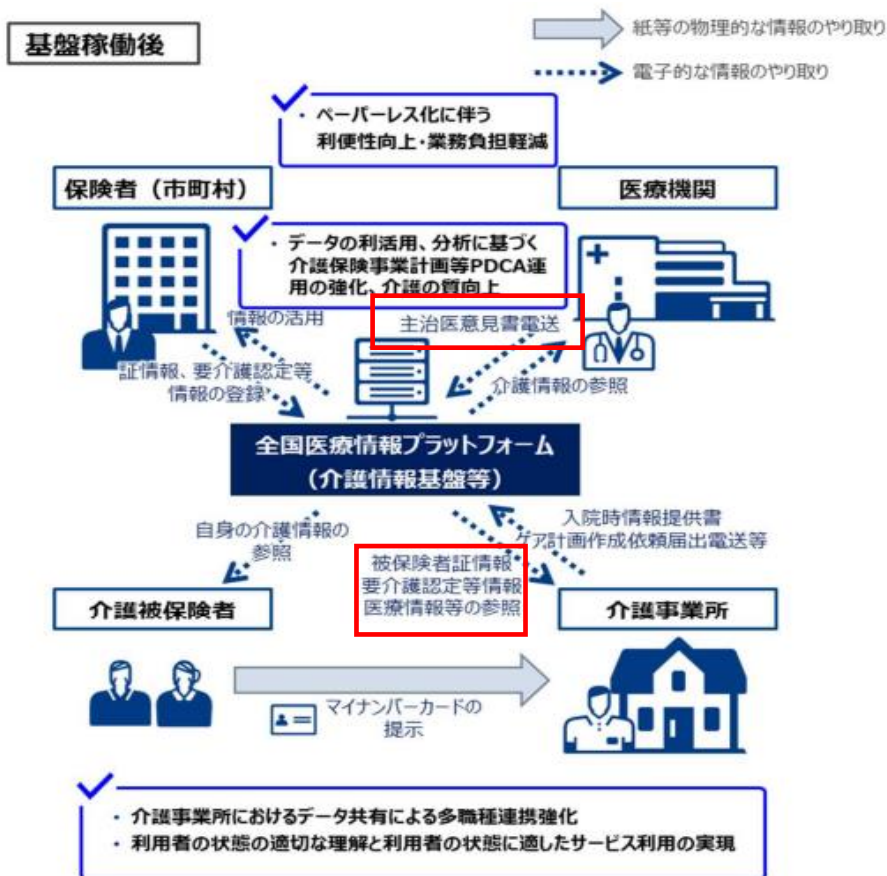 紙等の物理的な情報のやり取り
基盤稼働後
電子的な情報のやり取り
・ ペーパーレス化に伴う
利便性向上・業務負担軽減
保険者（市町村）
医療機関
・ データの利活用、分析に基づく
介護保険事業計画等PDCA運
用の強化、介護の質向上
情報の活用
主治医意見書電送
証情報、要介護認定等
情報の登録
介護情報の参照
全国医療情報プラットフォーム
（介護情報基盤等）
自身の介護情報の
参照
入院時情報提供書
ケア計画作成依頼届出電送等
被保険者証情報
要介護認定等情報
医療情報等の参照
介護被保険者
介護事業所
マイナンバーカードの
提示
・ 介護事業所におけるデータ共有による多職種連携強化
・ 利用者の状態の適切な理解と利用者の状態に適したサービス利用の実現